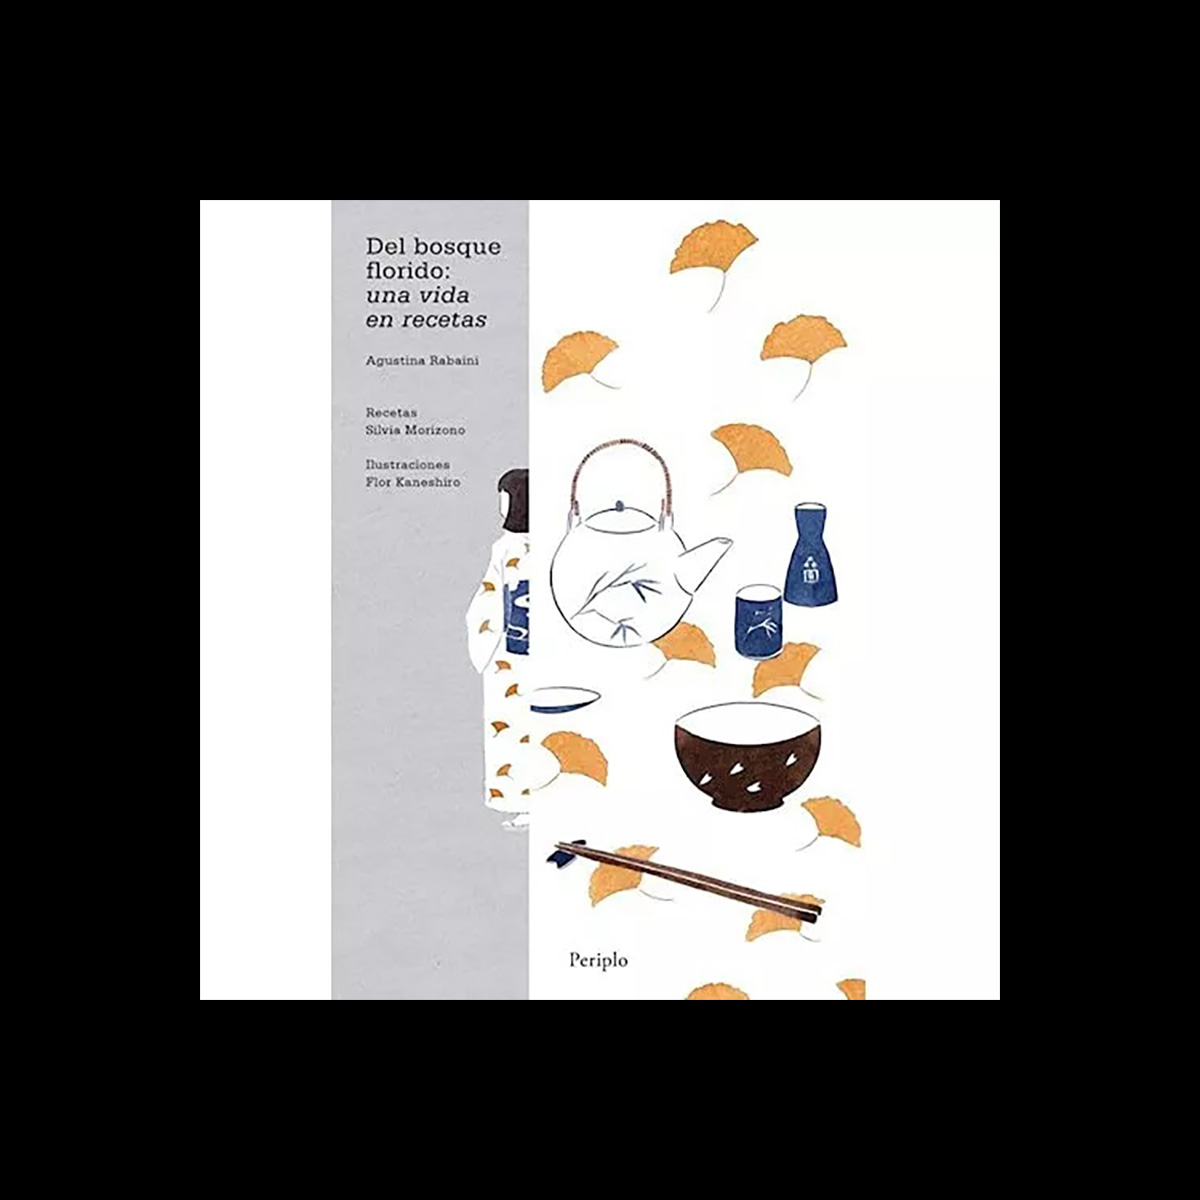 Del bosque
florido:
una vida
en recetas
Agustina Rabaini
Recetas
Silvia Morizono
Ilustraciones
Flor Kaneshiro
Periplo